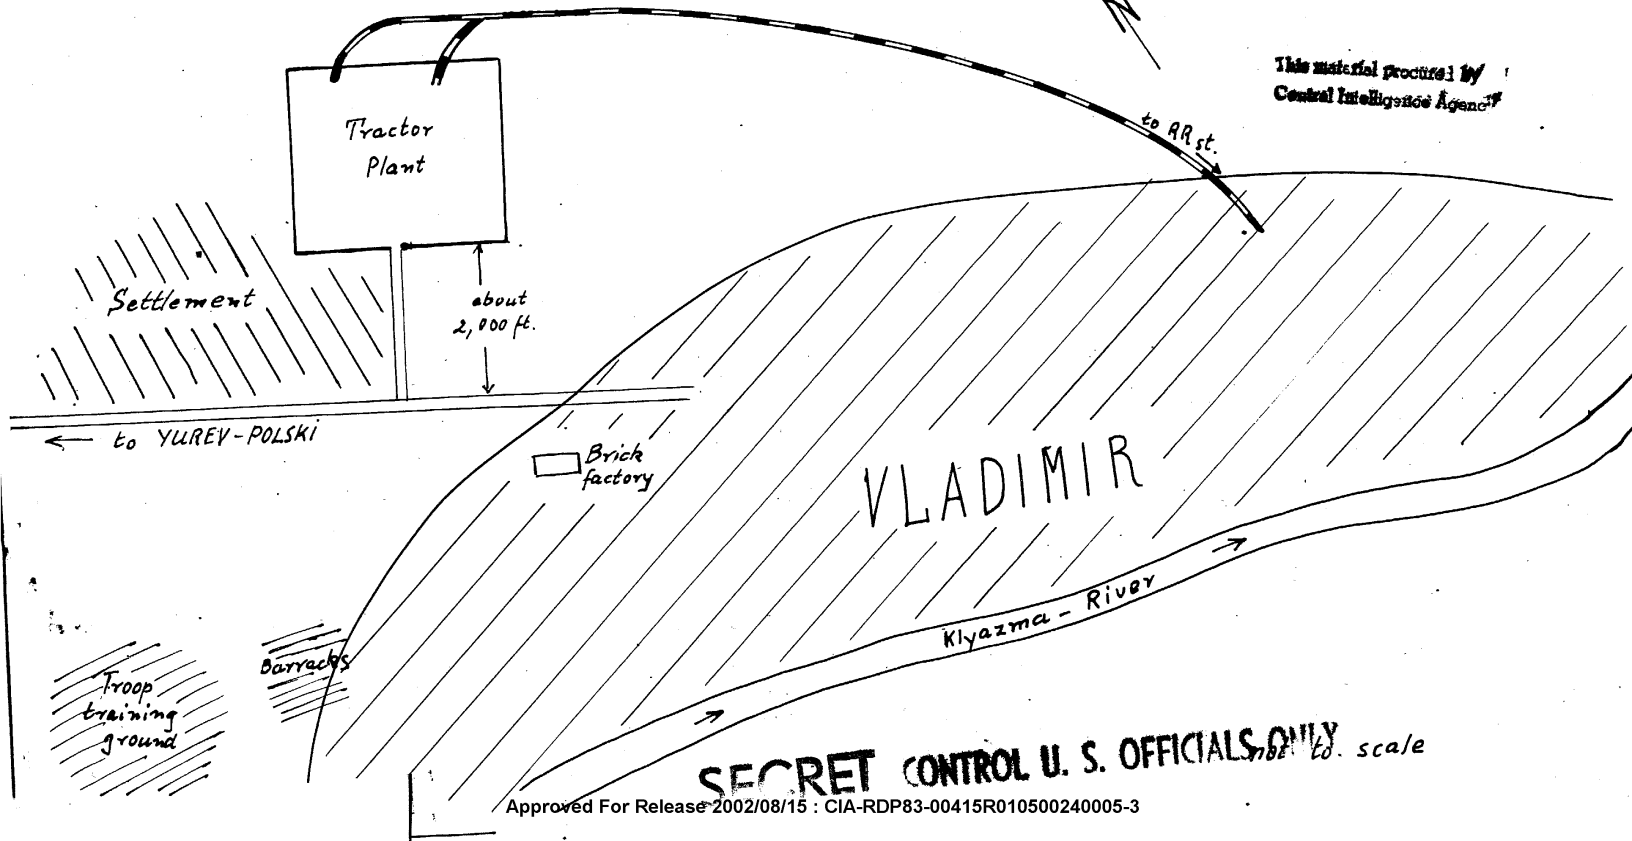 N
This material procured by
Central Intelligence Agency
to RR st.
Tractor
Plant
Settlement
about
2,000 ft.
← to YUREV-POLSKI
Brick
factory
VLADIMIR
Klyazma - River
Barracks
Troop
training
ground
SECRET CONTROL U. S. OFFICIALS ONLY
not to scale
Approved For Release 2002/08/15 : CIA-RDP83-00415R010500240005-3